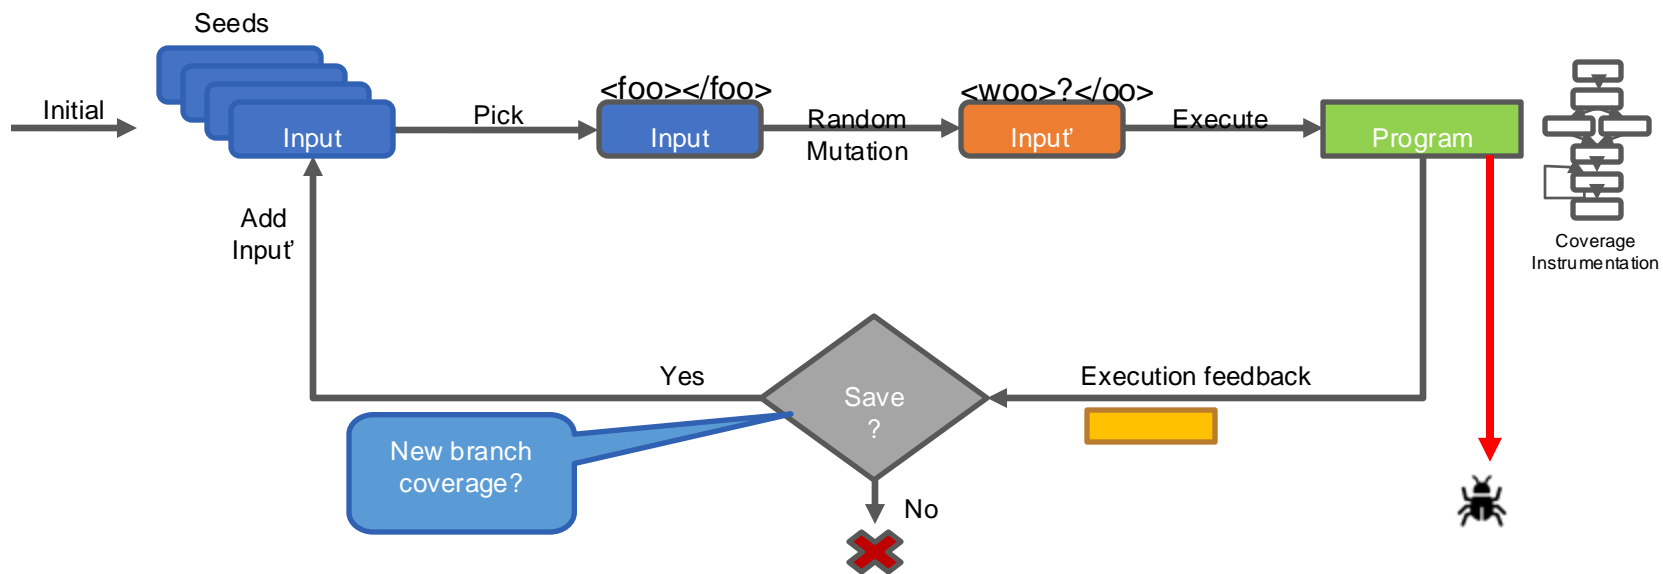 Seeds
Initial
Input
Pick
<foo></foo>
Input
Random
Mutation
<woo>?</oo>
Input'
Execute
Program
Coverage
Instrumentation
Add
Input'
Yes
Save
?
Execution feedback
New branch
coverage?
No